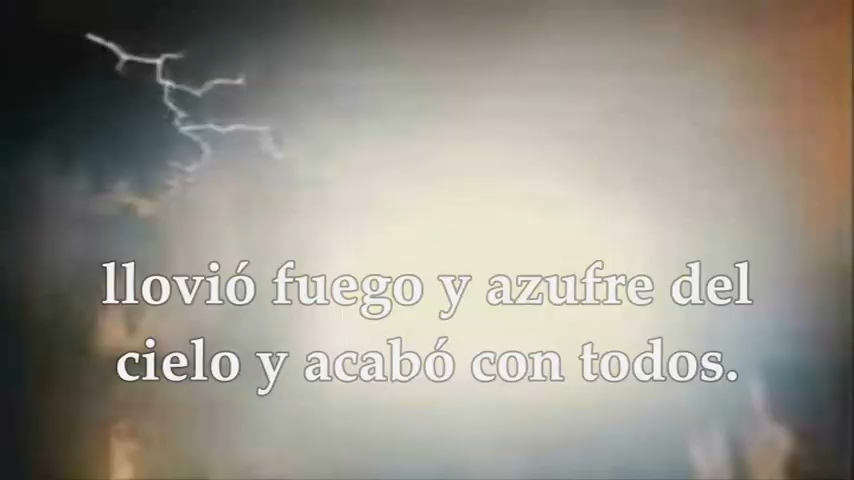 llovió fuego y azufre del
cielo y acabó con todos.